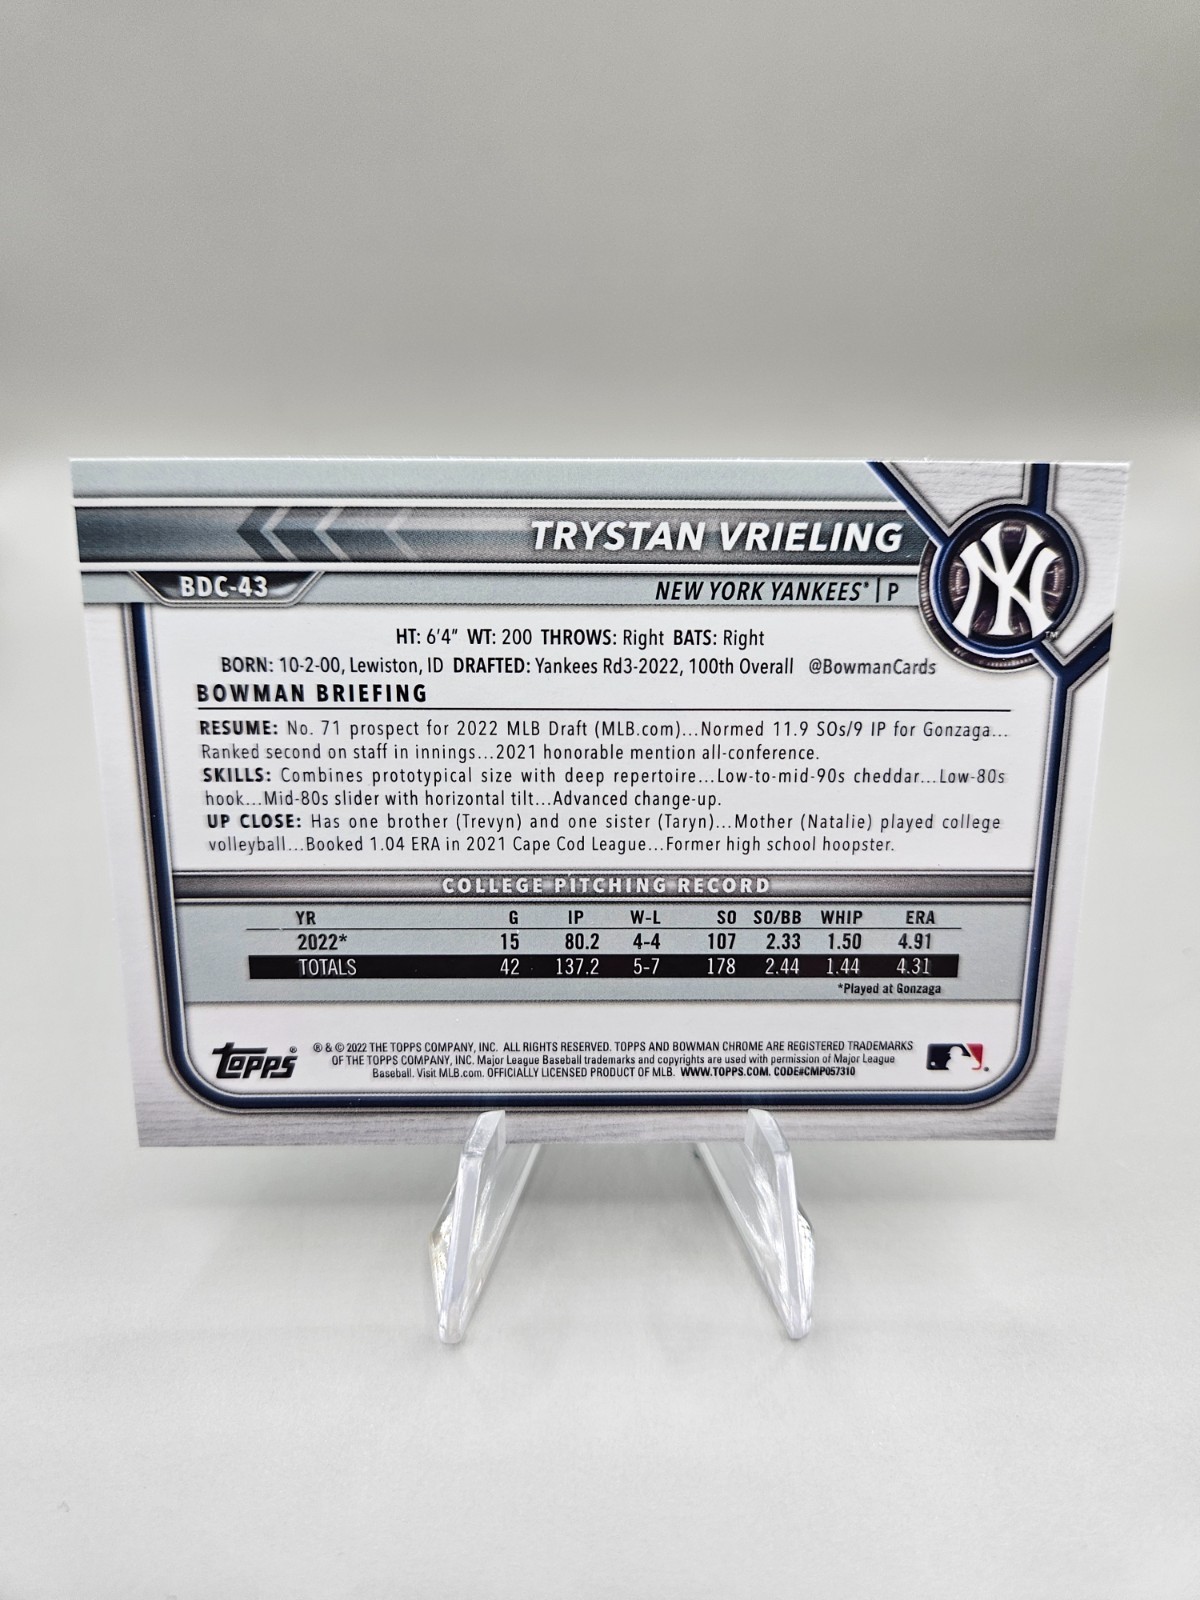 TRYSTAN VRIELING
BDC-43
NEW YORK YANKEES® | P
NY™
HT: 6'4" WT: 200 THROWS: Right BATS: Right
BORN: 10-2-00, Lewiston, ID DRAFTED: Yankees Rd3-2022, 100th Overall @BowmanCards
BOWMAN BRIEFING
RESUME: No. 71 prospect for 2022 MLB Draft (MLB.com)...Normed 11.9 SOs/9 IP for Gonzaga...
Ranked second on staff in innings...2021 honorable mention all-conference.
SKILLS: Combines prototypical size with deep repertoire...Low-to-mid-90s cheddar...Low-80s
hook...Mid-80s slider with horizontal tilt...Advanced change-up.
UP CLOSE: Has one brother (Trevyn) and one sister (Taryn)...Mother (Natalie) played college
volleyball...Booked 1.04 ERA in 2021 Cape Cod League...Former high school hoopster.
COLLEGE PITCHING RECORD
YR G IP W-L SO SO/BB WHIP ERA
2022* 15 80.2 4-4 107 2.33 1.50 4.91
TOTALS 42 137.2 5-7 178 2.44 1.44 4.31
*Played at Gonzaga
TOPPS®
® & © 2022 THE TOPPS COMPANY, INC. ALL RIGHTS RESERVED. TOPPS AND BOWMAN CHROME ARE REGISTERED TRADEMARKS
OF THE TOPPS COMPANY, INC. Major League Baseball trademarks and copyrights are used with permission of Major League
Baseball. Visit MLB.com. OFFICIALLY LICENSED PRODUCT OF MLB. WWW.TOPPS.COM. CODE#CMP057310